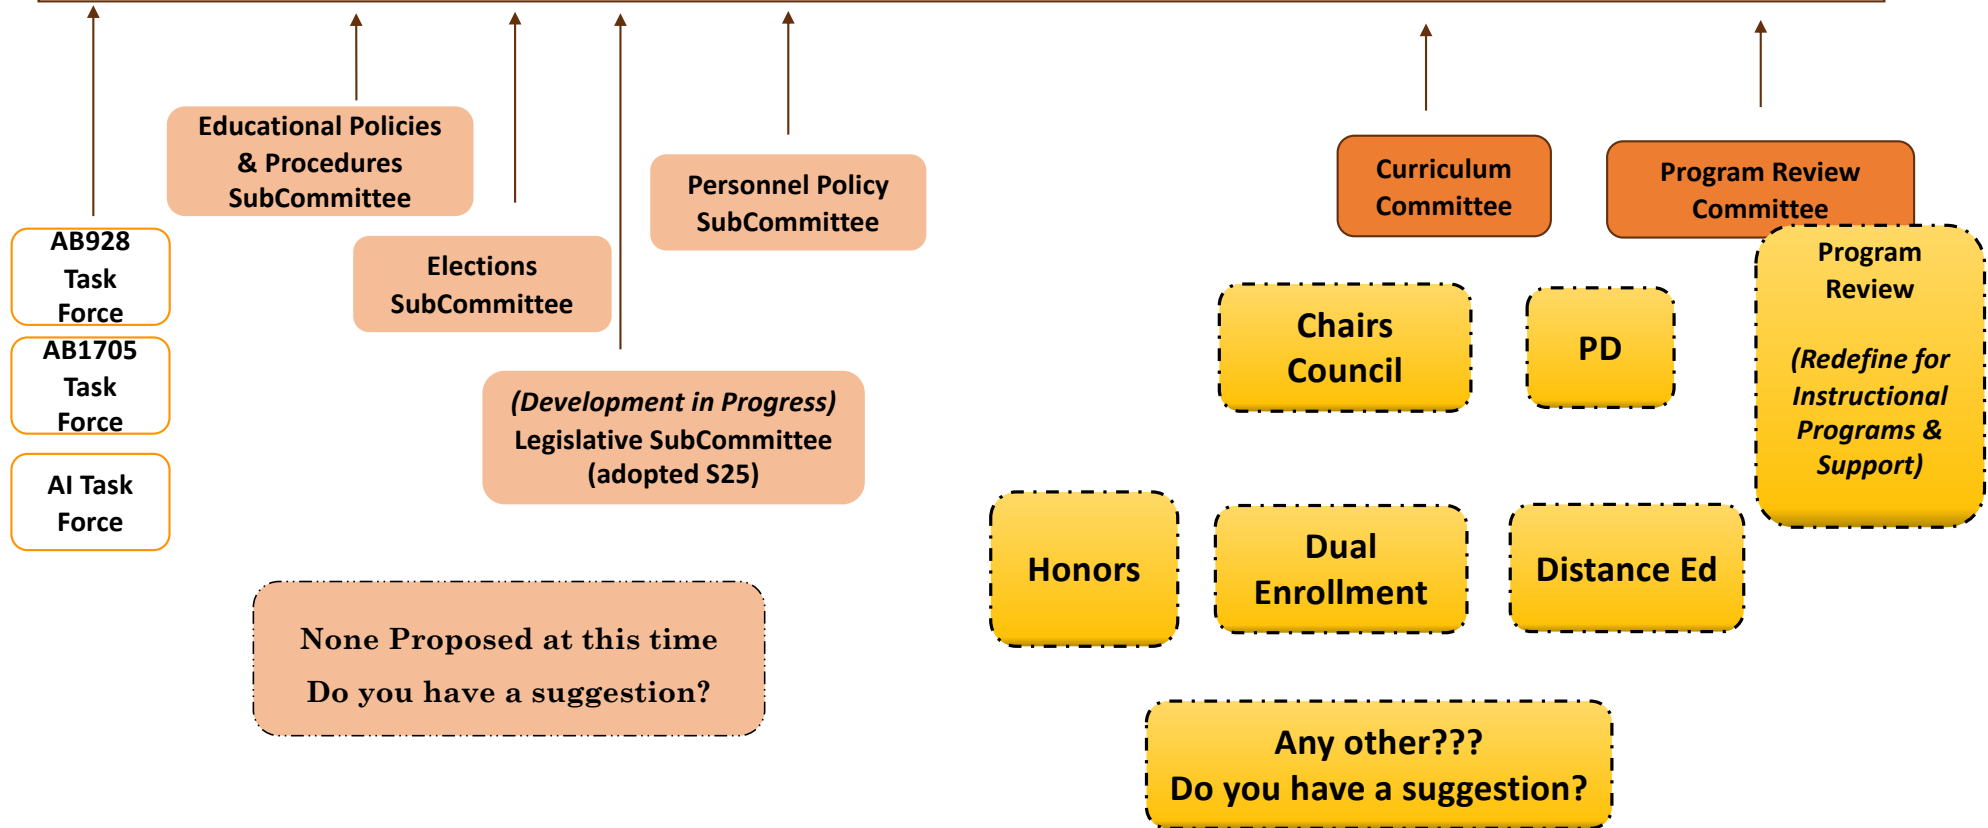 Educational Policies
& Procedures
SubCommittee
Personnel Policy
SubCommittee
Curriculum
Committee
Program Review
Committee
AB928
Task
Force
Elections
SubCommittee
Program
Review
(Redefine for
Instructional
Programs &
Support)
Chairs
Council
PD
AB1705
Task
Force
(Development in Progress)
Legislative SubCommittee
(adopted S25)
AI Task
Force
Honors
Dual
Enrollment
Distance Ed
None Proposed at this time
Do you have a suggestion?
Any other???
Do you have a suggestion?